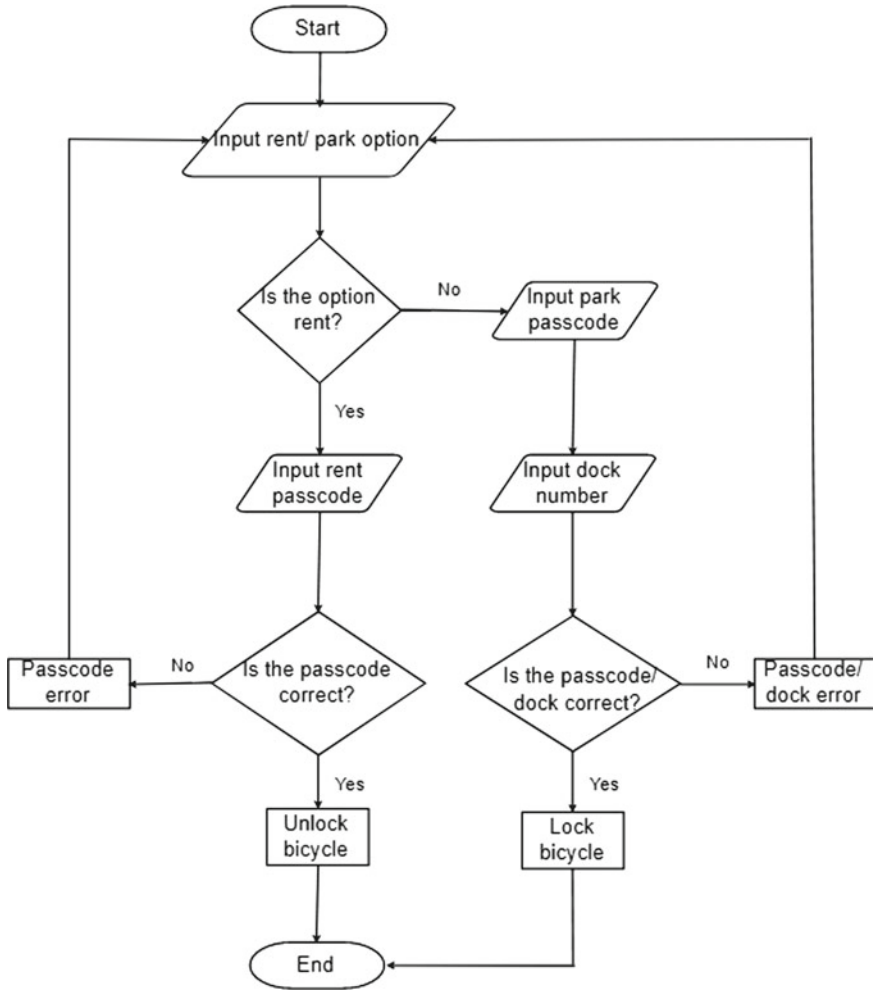 Start
Input rent/ park option
Is the option
rent?
No
Input park
passcode
Yes
Input rent
passcode
Input dock
number
Passcode
error
No
Is the passcode
correct?
Is the passcode/
dock correct?
No
Passcode/
dock error
Yes
Yes
Unlock
bicycle
Lock
bicycle
End